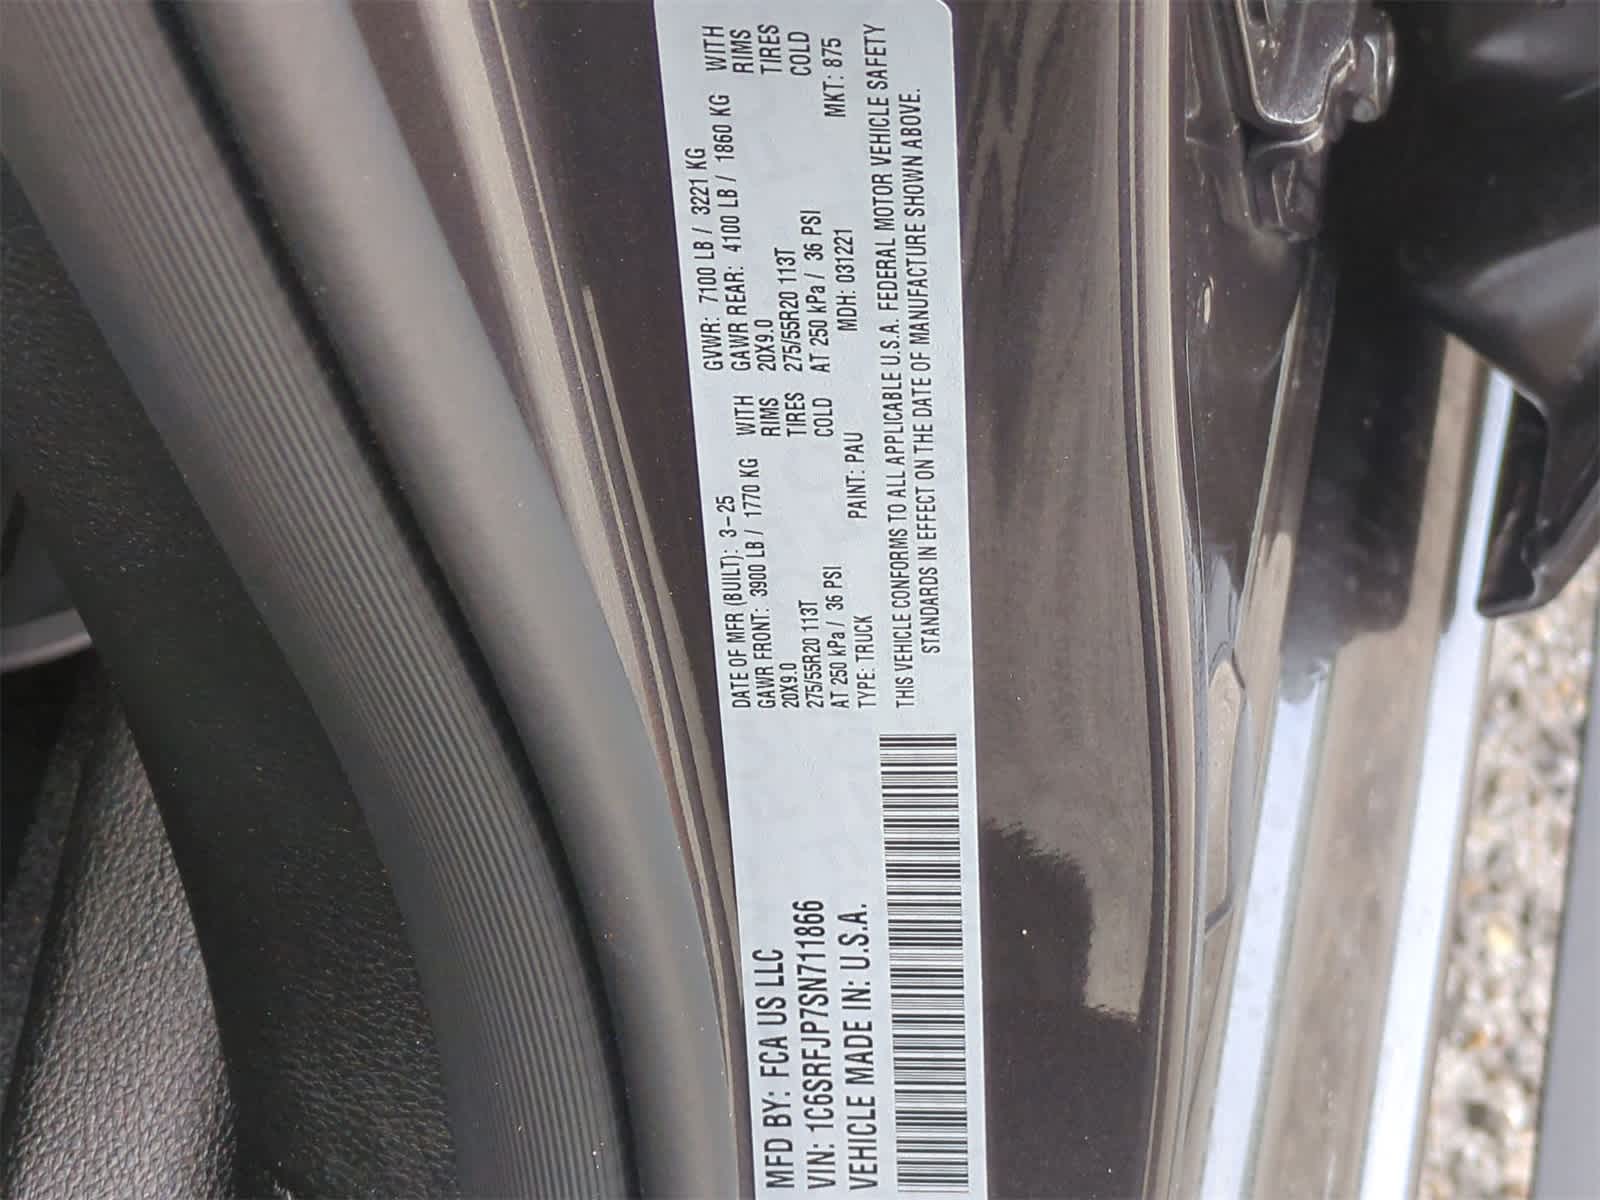 MFD BY: FCA US LLC
VIN: 1C6SRFJP7SN711866
VEHICLE MADE IN: U.S.A.
DATE OF MFR (BUILT): 3-25
GAWR FRONT: 3900 LB / 1770 KG WITH
20X9.0 RIMS
275/55R20 113T TIRES
AT 250 kPa / 36 PSI COLD
TYPE: TRUCK PAINT: PAU
GVWR: 7100 LB / 3221 KG
GAWR REAR: 4100 LB / 1860 KG WITH
20X9.0 RIMS
275/55R20 113T TIRES
AT 250 kPa / 36 PSI COLD
MDH: 031221 MKT: 875
THIS VEHICLE CONFORMS TO ALL APPLICABLE U.S.A. FEDERAL MOTOR VEHICLE SAFETY
STANDARDS IN EFFECT ON THE DATE OF MANUFACTURE SHOWN ABOVE.